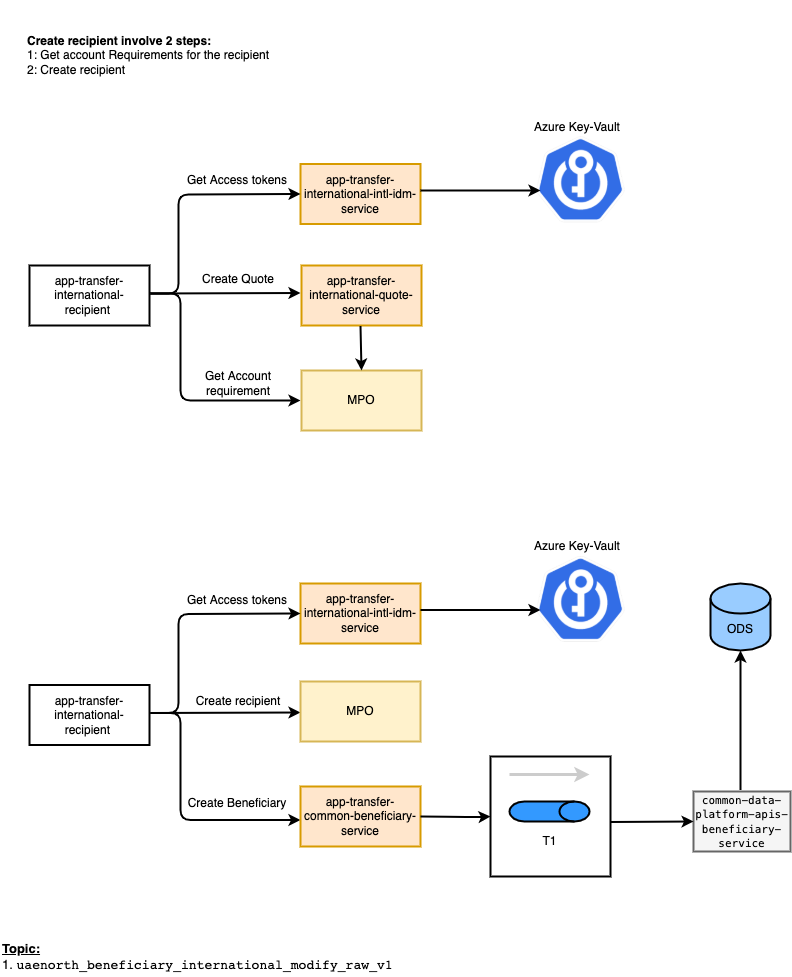 Create recipient involve 2 steps:
1: Get account Requirements for the recipient
2: Create recipient
Azure Key-Vault
Get Access tokens
app-transfer-
international-intl-idm-
service
app-transfer-
international-
recipient
Create Quote
app-transfer-
international-quote-
service
Get Account
requirement
MPO
Azure Key-Vault
Get Access tokens
app-transfer-
international-intl-idm-
service
ODS
app-transfer-
international-
recipient
Create recipient
MPO
Create Beneficiary
app-transfer-
common-beneficiary-
service
T1
common-data-
platform-apis-
beneficiary-
service
Topic:
1. uaenorth_beneficiary_international_modify_raw_v1